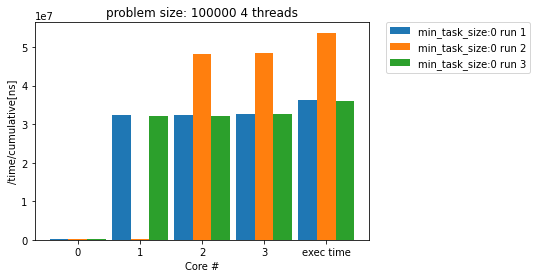 problem size: 100000 4 threads
1e7
5
4
3
2
1
0
/time/cumulative[ns]
0 1 2 3 exec time
Core #
min_task_size:0 run 1
min_task_size:0 run 2
min_task_size:0 run 3